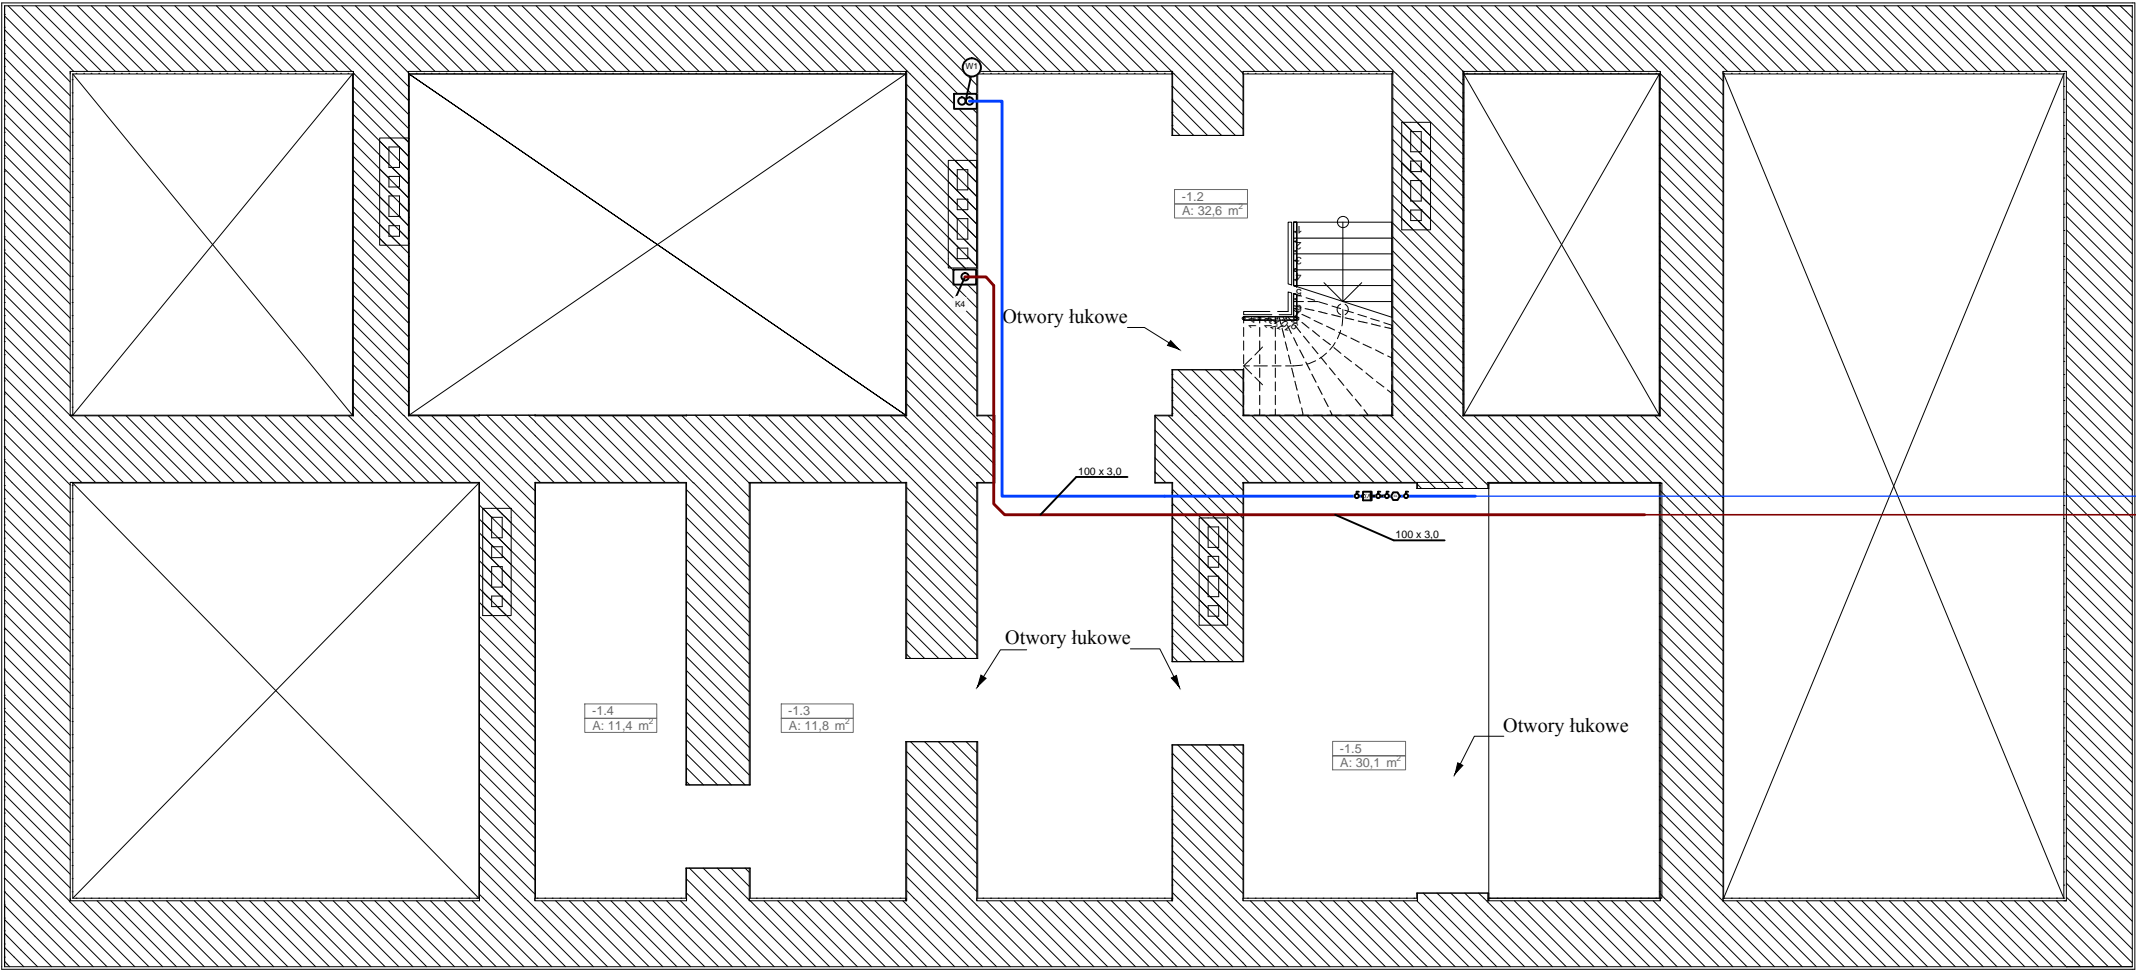 W1
-1.2
A: 32,6 m²
K4
Otwory łukowe
100 x 3,0
100 x 3,0
Otwory łukowe
-1.4
A: 11,4 m²
-1.3
A: 11,8 m²
Otwory łukowe
-1.5
A: 30,1 m²